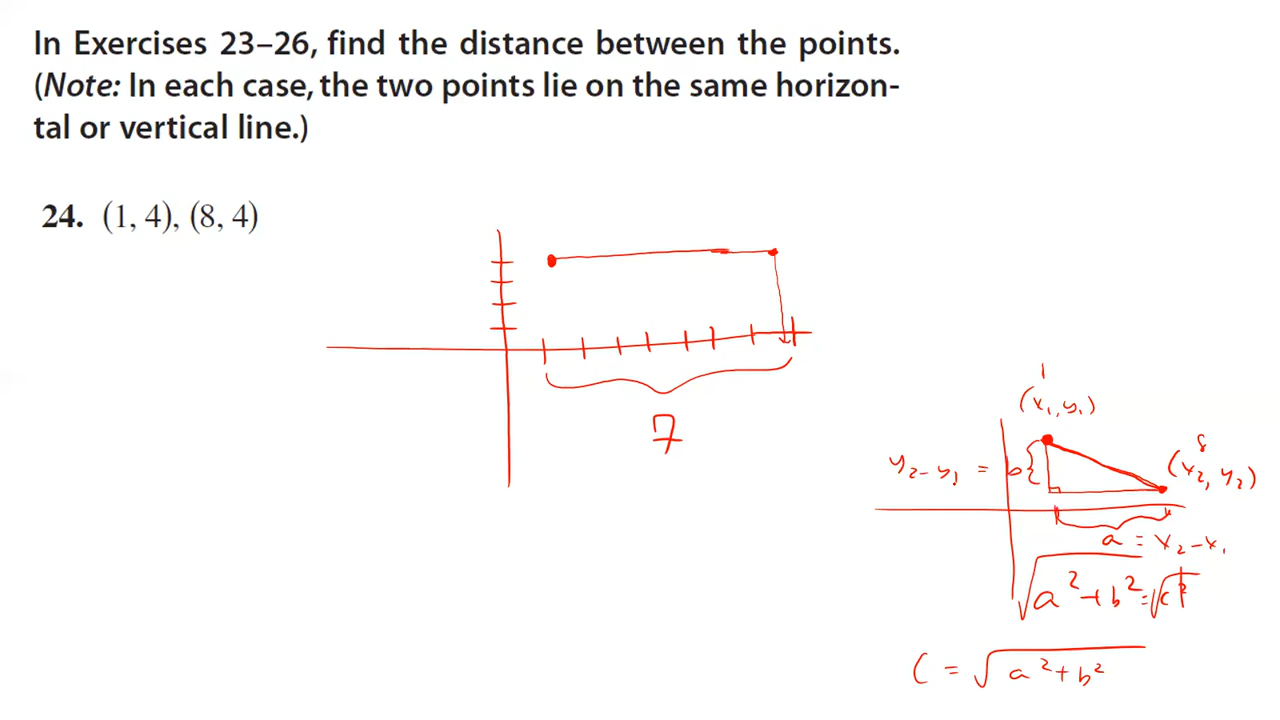 In Exercises 23–26, find the distance between the points.
(Note: In each case, the two points lie on the same horizon-
tal or vertical line.)
24. (1, 4), (8, 4)
7
1
(x₁, y₁)
8
(x₂, y₂)
y₂ – y₁ = b
a = x₂ – x₁
√a² + b² = √c²
C = √a² + b²